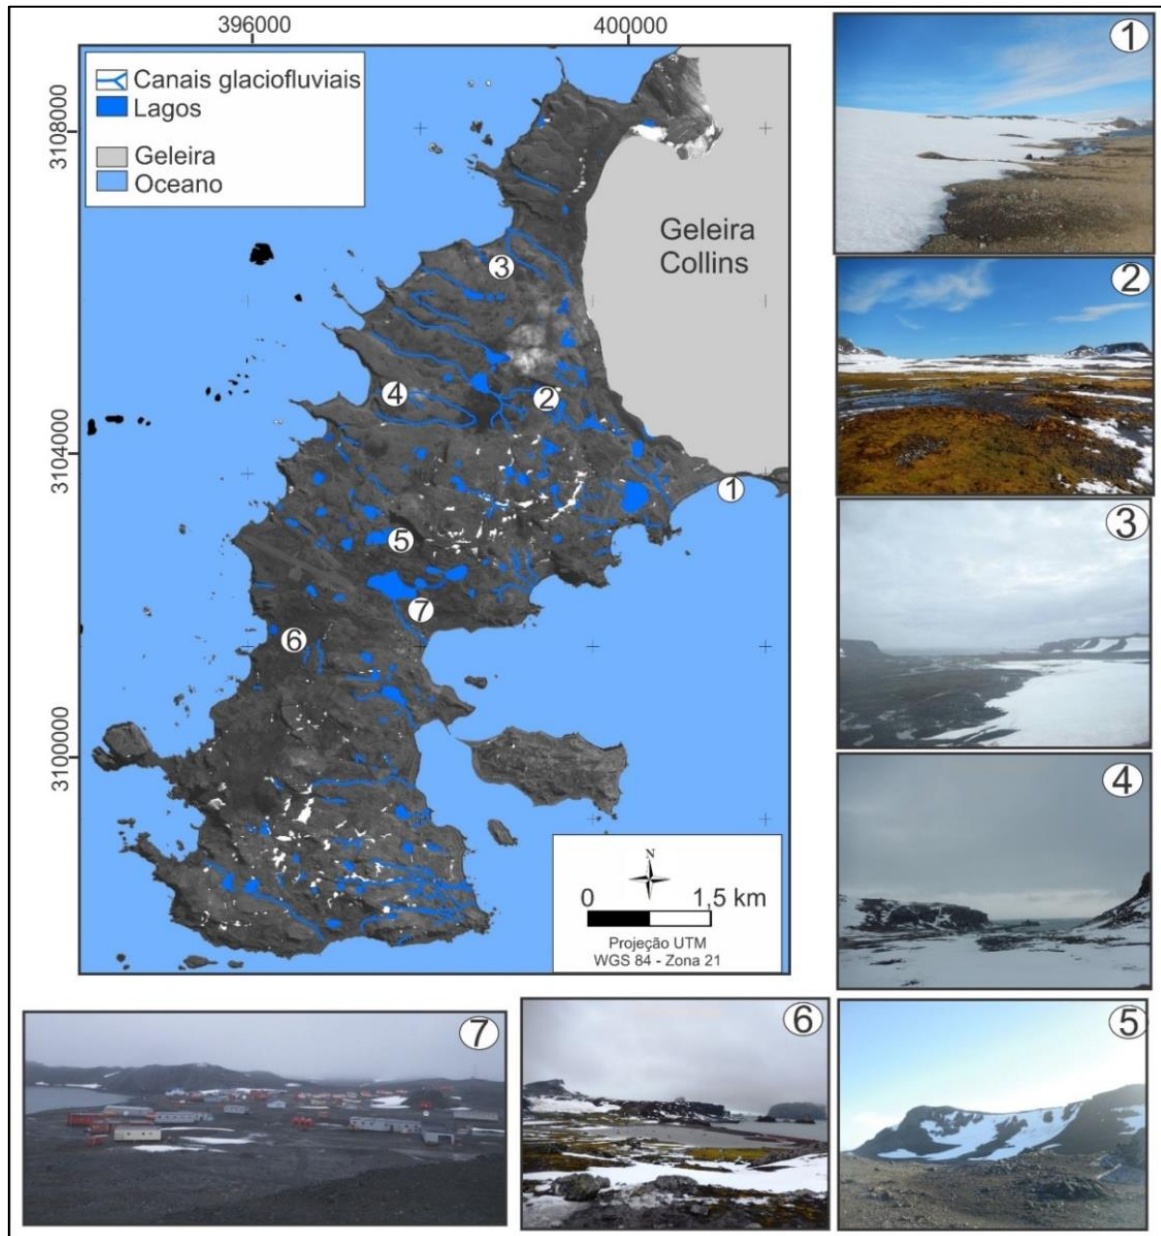 396000
400000
3108000
3104000
3100000
Canais glaciofluviais
Lagos
Geleira
Oceano
Geleira
Collins
3
4
2
1
5
7
6
N
0
1,5 km
Projeção UTM
WGS 84 - Zona 21
1
2
3
4
7
6
5